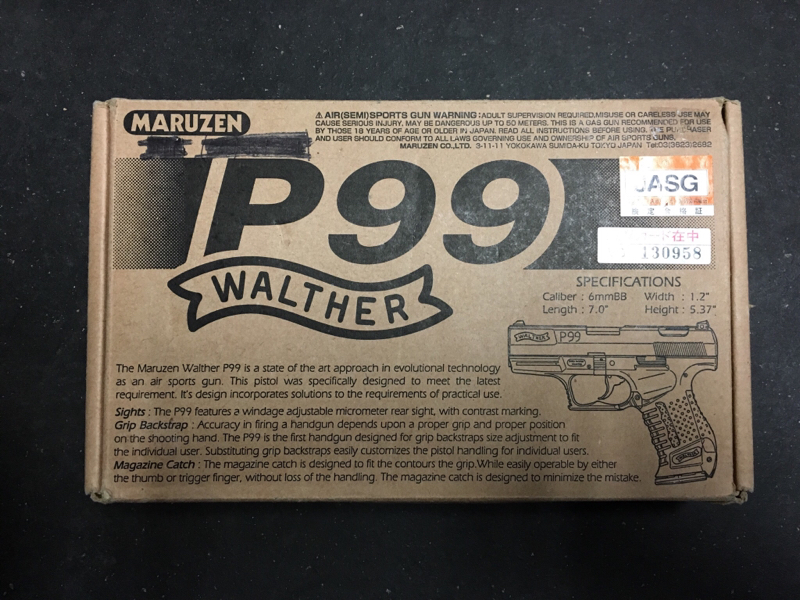 MARUZEN
⚠ AIR(SEMI)SPORTS GUN WARNING : ADULT SUPERVISION REQUIRED.MISUSE OR CARELESS USE MAY
CAUSE SERIOUS INJURY. MAY BE DANGEROUS UP TO 50 METERS. THIS IS A GAS GUN RECOMMENDED FOR USE
BY THOSE 18 YEARS OF AGE OR OLDER IN JAPAN. READ ALL INSTRUCTIONS BEFORE USING.
AND USER SHOULD CONFORM TO ALL LAWS GOVERNING USE AND OWNERSHIP OF AIR SPORTS GUNS.
MARUZEN CO.,LTD. 3-11-11 YOKOKAWA SUMIDA-KU TOKYO JAPAN Tel:03(3623)2682
P99
WALTHER
JASG
ード在中
130958
SPECIFICATIONS
Caliber : 6mmBB Width : 1.2"
Length : 7.0" Height : 5.37"
WALTHER P99
The Maruzen Walther P99 is a state of the art approach in evolutional technology
as an air sports gun. This pistol was specifically designed to meet the latest
requirement. It's design incorporates solutions to the requirements of practical use.
Sights : The P99 features a windage adjustable micrometer rear sight, with contrast marking.
Grip Backstrap : Accuracy in firing a handgun depends upon a proper grip and proper position
on the shooting hand. The P99 is the first handgun designed for grip backstraps size adjustment to fit
the individual user. Substituting grip backstraps easily customizes the pistol handling for individual users.
Magazine Catch : The magazine catch is designed to fit the contours the grip.While easily operable by either
the thumb or trigger finger, without loss of the handling. The magazine catch is designed to minimize the mistake.